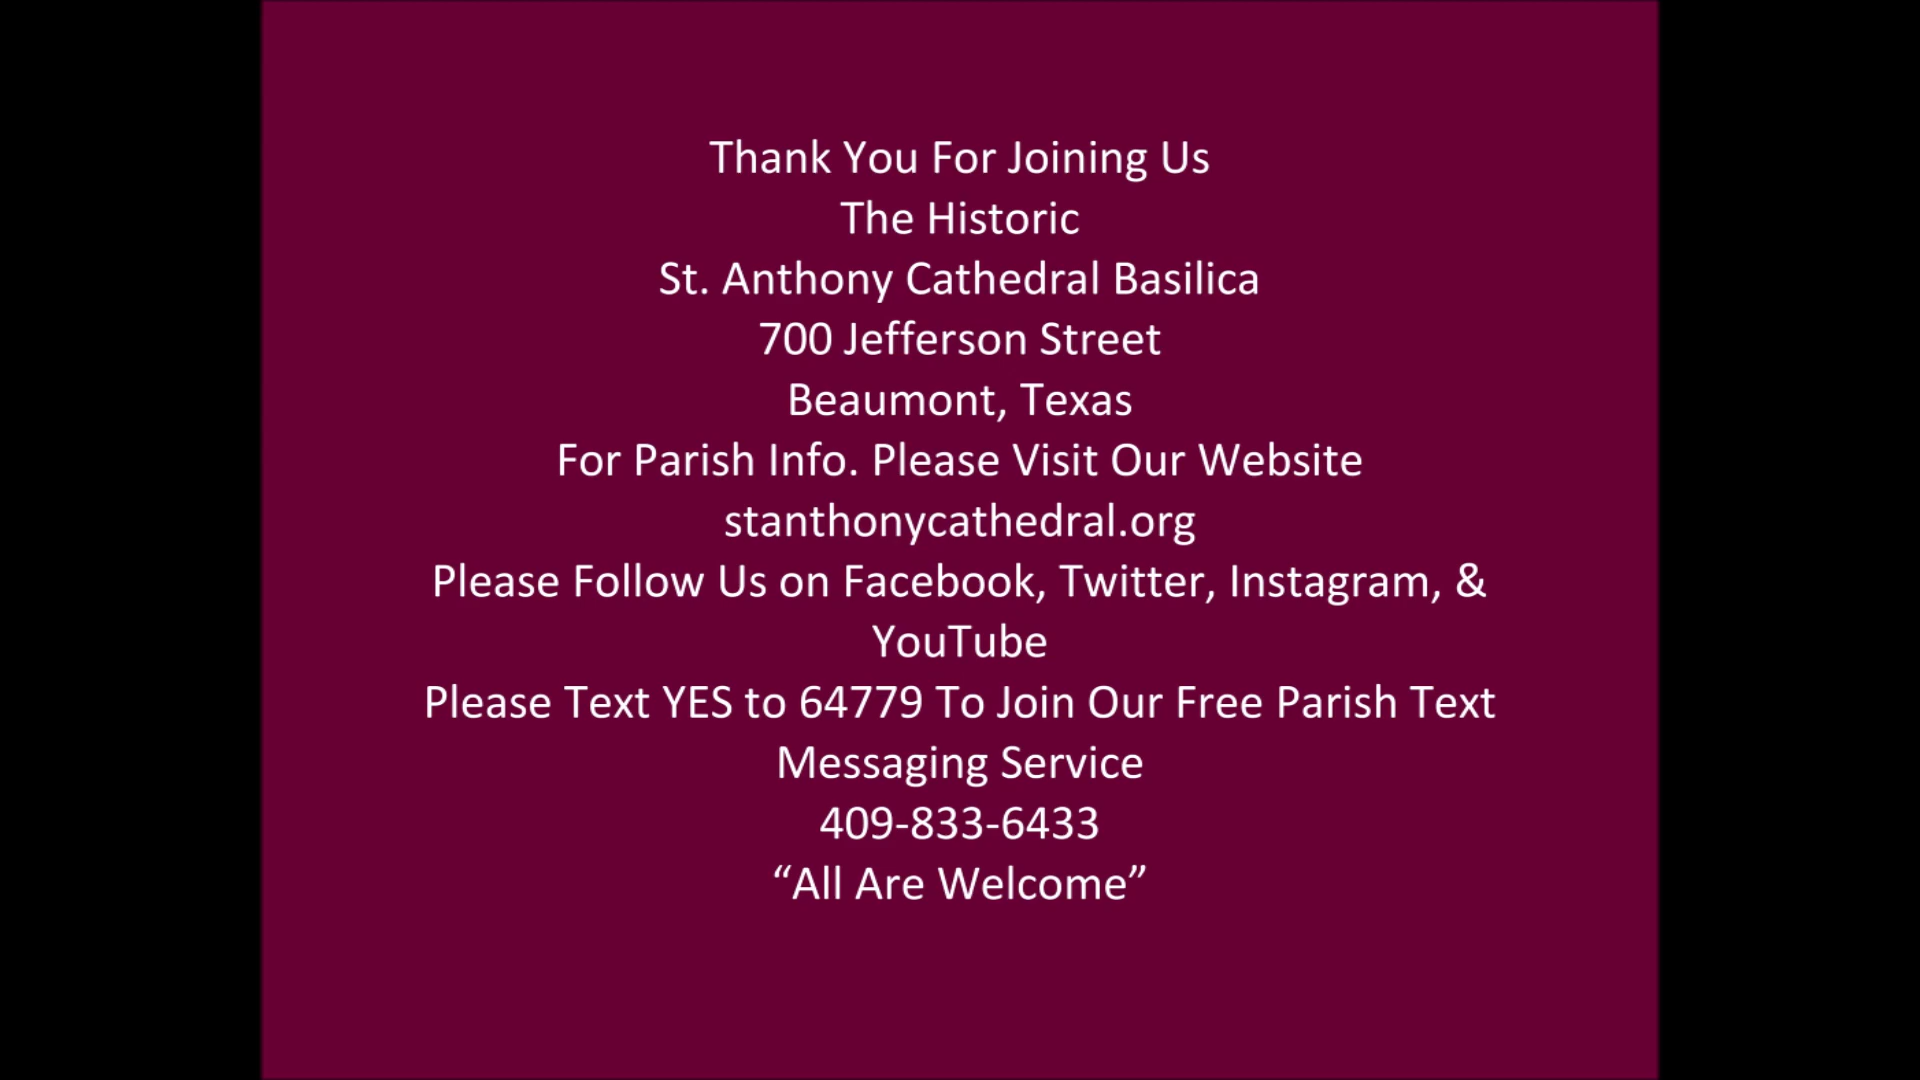 Thank You For Joining Us
The Historic
St. Anthony Cathedral Basilica
700 Jefferson Street
Beaumont, Texas
For Parish Info. Please Visit Our Website
stanthonycathedral.org
Please Follow Us on Facebook, Twitter, Instagram, &
YouTube
Please Text YES to 64779 To Join Our Free Parish Text
Messaging Service
409-833-6433
“All Are Welcome”